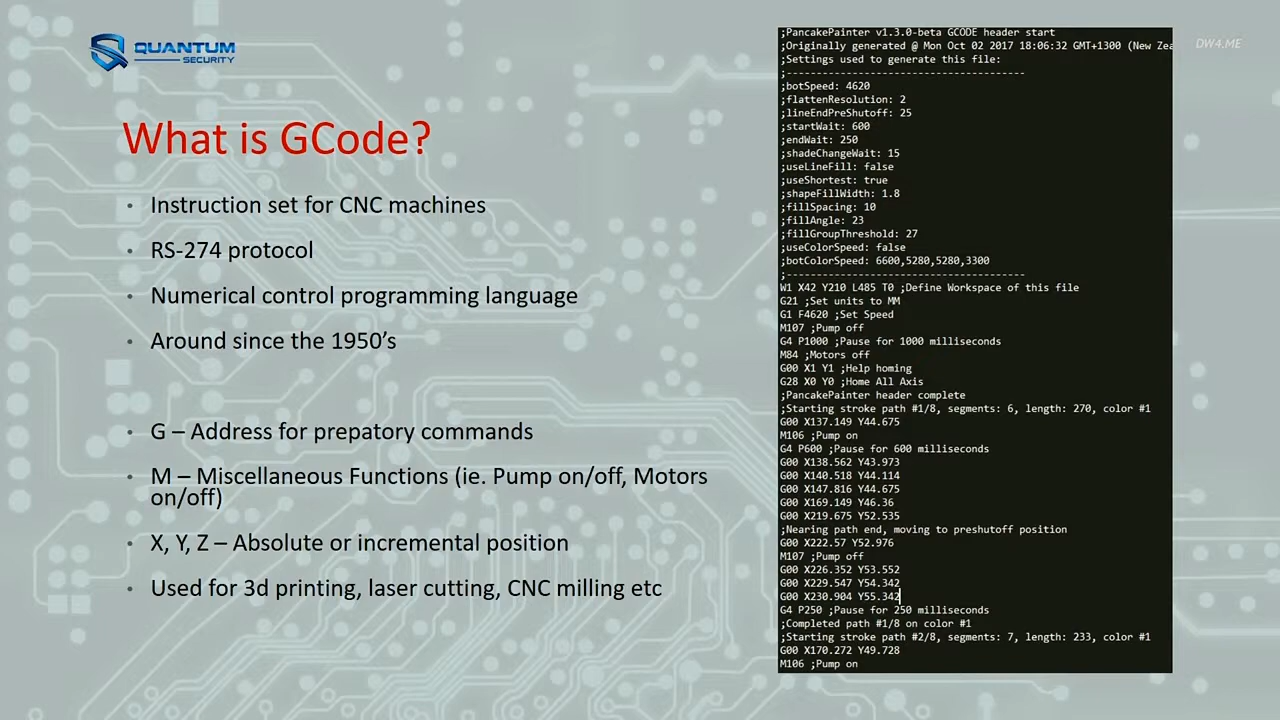 QUANTUM
SECURITY
DW4.ME
What is GCode?
• Instruction set for CNC machines
• RS-274 protocol
• Numerical control programming language
• Around since the 1950’s
• G – Address for prepatory commands
• M – Miscellaneous Functions (ie. Pump on/off, Motors
on/off)
• X, Y, Z – Absolute or incremental position
• Used for 3d printing, laser cutting, CNC milling etc
;PancakePainter v1.3.0-beta GCODE header start
;Originally generated @ Mon Oct 02 2017 18:06:32 GMT+1300 (New Zea
;Settings used to generate this file:
;--------------------------------------
;botSpeed: 4620
;flattenResolution: 2
;lineEndPreShutoff: 25
;startWait: 600
;endWait: 250
;shadeChangeWait: 15
;useLineFill: false
;useShortest: true
;shapeFillWidth: 1.8
;fillSpacing: 10
;fillAngle: 23
;fillGroupThreshold: 27
;useColorSpeed: false
;botColorSpeed: 6600,5280,5280,3300
;--------------------------------------
W1 X42 Y210 L485 T0 ;Define Workspace of this file
G21 ;Set units to MM
G1 F4620 ;Set Speed
M107 ;Pump off
G4 P1000 ;Pause for 1000 milliseconds
M84 ;Motors off
G00 X1 Y1 ;Help homing
G28 X0 Y0 ;Home All Axis
;PancakePainter header complete
;Starting stroke path #1/8, segments: 6, length: 270, color #1
G00 X137.149 Y44.675
M106 ;Pump on
G4 P600 ;Pause for 600 milliseconds
G00 X138.562 Y43.973
G00 X140.518 Y44.114
G00 X147.816 Y44.675
G00 X169.149 Y46.36
G00 X219.675 Y52.535
;Nearing path end, moving to preshutoff position
G00 X222.57 Y52.976
M107 ;Pump off
G00 X226.352 Y53.552
G00 X229.547 Y54.342
G00 X230.904 Y55.342
G4 P250 ;Pause for 250 milliseconds
;Completed path #1/8 on color #1
;Starting stroke path #2/8, segments: 7, length: 233, color #1
G00 X170.272 Y49.728
M106 ;Pump on